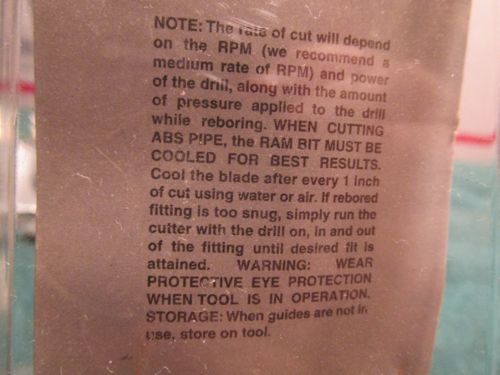 NOTE: The rate of cut will depend
on the RPM (we recommend a
medium rate of RPM) and power
of the drill, along with the amount
of pressure applied to the drill
while reboring. WHEN CUTTING
ABS PIPE, the RAM BIT MUST BE
COOLED FOR BEST RESULTS.
Cool the blade after every 1 inch
of cut using water or air. If rebored
fitting is too snug, simply run the
cutter with the drill on, in and out
of the fitting until desired fit is
attained. WARNING: WEAR
PROTECTIVE EYE PROTECTION
WHEN TOOL IS IN OPERATION.
STORAGE: When guides are not in
use, store on tool.